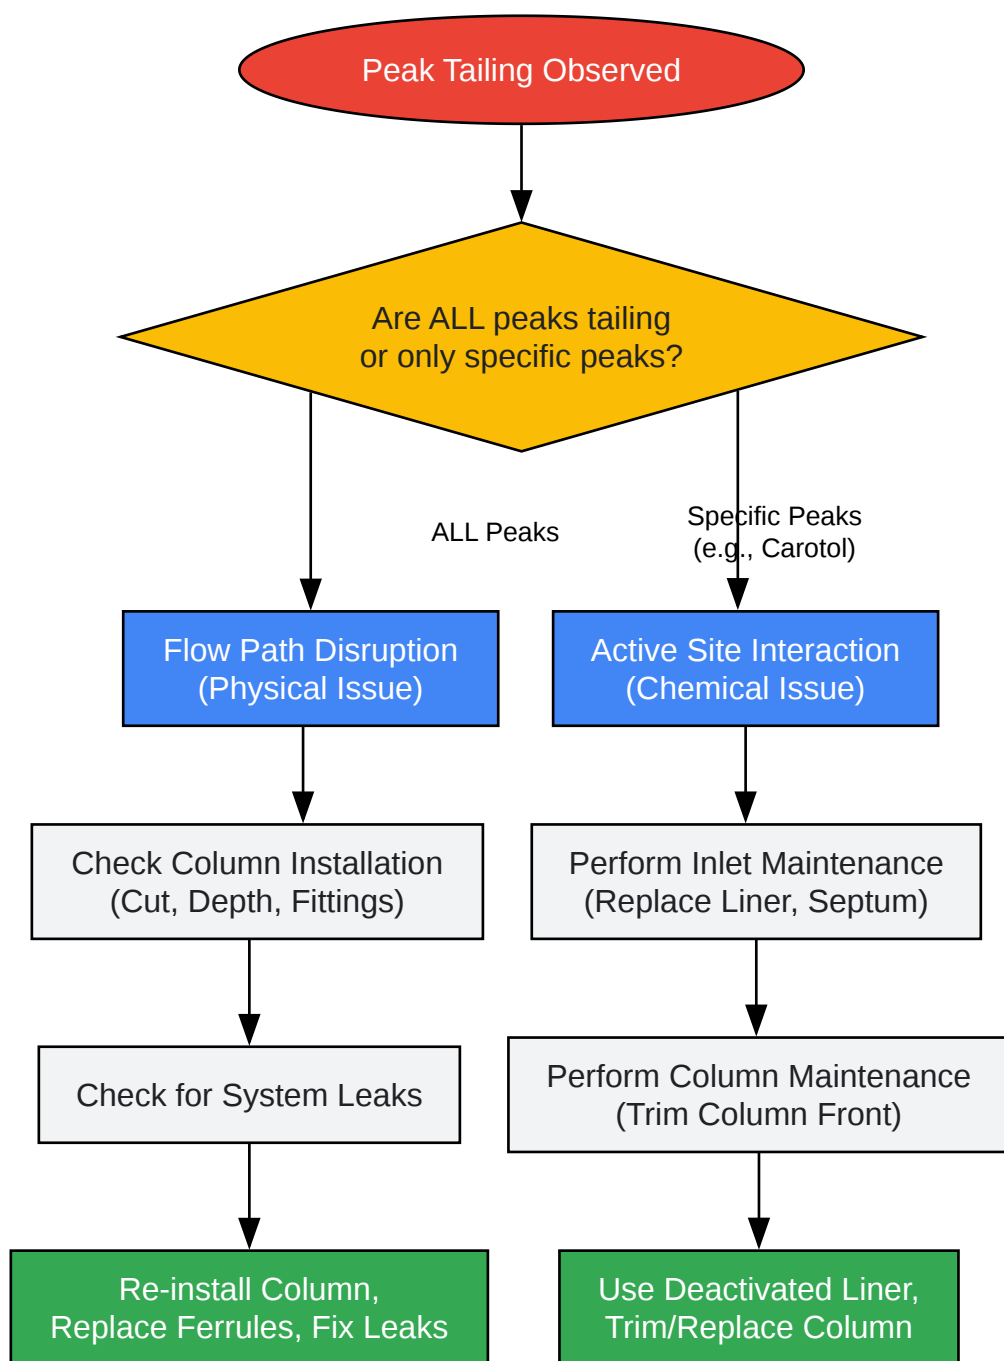 Peak Tailing Observed
Are ALL peaks tailing
or only specific peaks?
ALL Peaks
Specific Peaks
(e.g., Carotol)
Flow Path Disruption
(Physical Issue)
Active Site Interaction
(Chemical Issue)
Check Column Installation
(Cut, Depth, Fittings)
Perform Inlet Maintenance
(Replace Liner, Septum)
Check for System Leaks
Perform Column Maintenance
(Trim Column Front)
Re-install Column,
Replace Ferrules, Fix Leaks
Use Deactivated Liner,
Trim/Replace Column